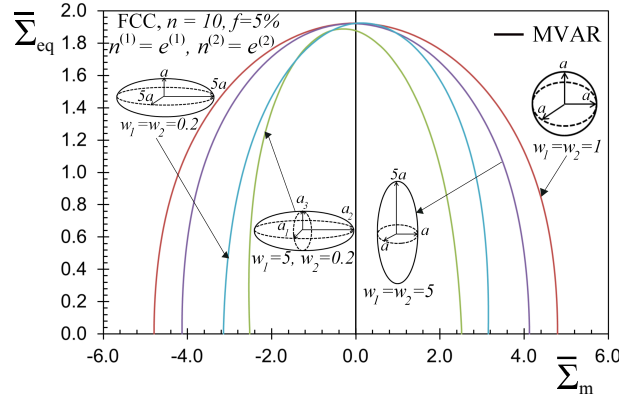 Σ̅eq
2.0
1.8
1.6
1.4
1.2
1.0
0.8
0.6
0.4
0.2
0.0
FCC, n = 10, f=5%
n⁽¹⁾= e⁽¹⁾, n⁽²⁾ = e⁽²⁾
MVAR
a
5a
5a
w₁=w₂=0.2
a
a
a
w₁=w₂=1
a₃
a₂
a₁
w₁=5, w₂=0.2
5a
a
a
w₁=w₂=5
-6.0 -4.0 -2.0 0.0 2.0 4.0 6.0
Σ̅m